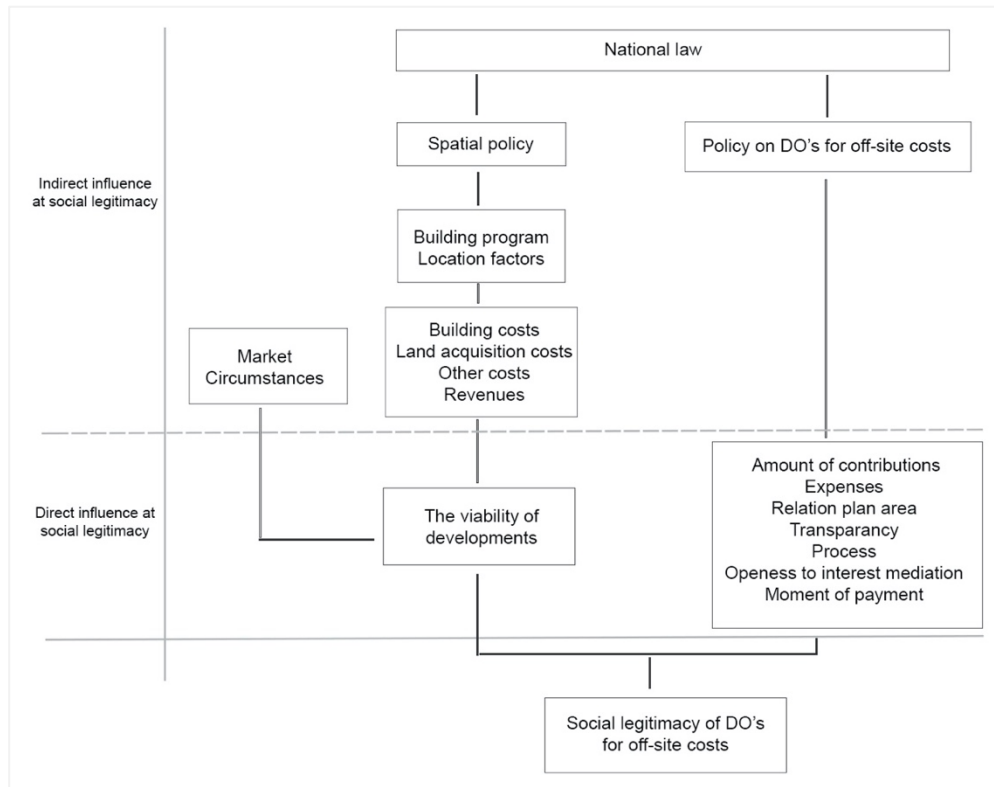 National law
Spatial policy
Policy on DO's for off-site costs
Indirect influence
at social legitimacy
Building program
Location factors
Market
Circumstances
Building costs
Land acquisition costs
Other costs
Revenues
Direct influence at
social legitimacy
The viability of
developments
Amount of contributions
Expenses
Relation plan area
Transparancy
Process
Openess to interest mediation
Moment of payment
Social legitimacy of DO's
for off-site costs